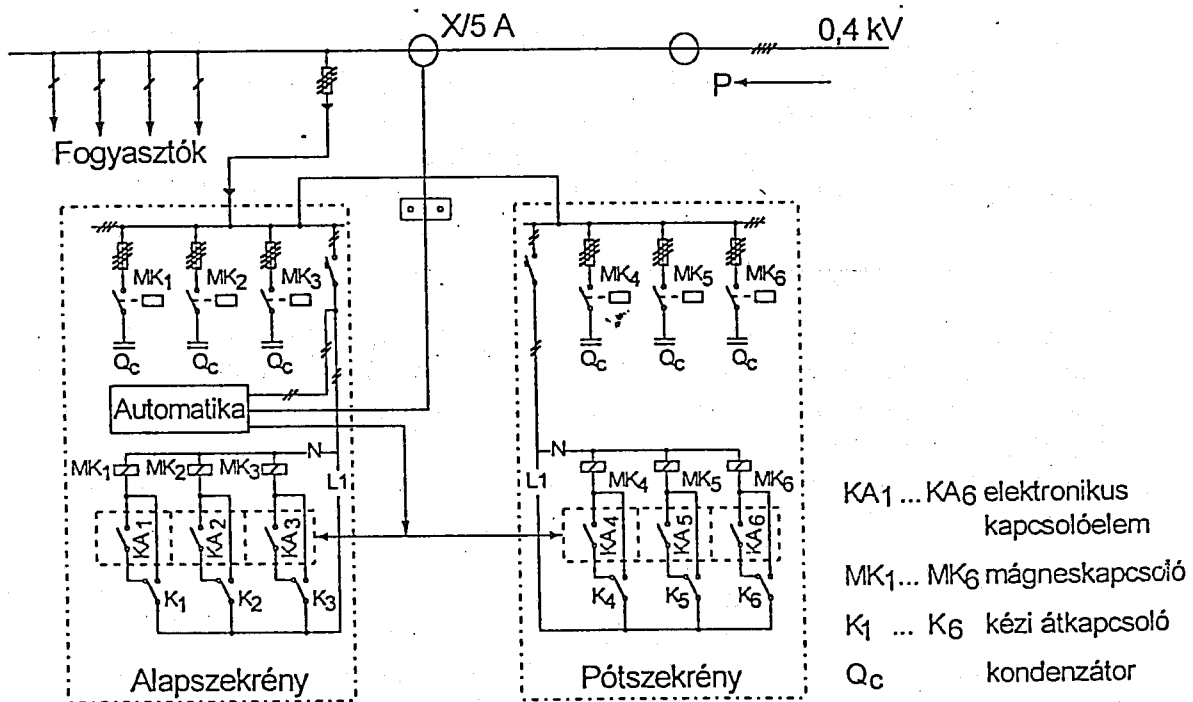 X/5 A
0,4 kV
P
Fogyasztók
MK1 MK2 MK3
MK4 MK5 MK6
Qc Qc Qc
Qc Qc Qc
Automatika
N
N
MK1 MK2 MK3
L1
L1
MK4 MK5 MK6
KA1 KA2 KA3
KA4 KA5 KA6
K1 K2 K3
K4 K5 K6
Alapszekrény
Pótszekrény
KA1 ... KA6 elektronikus
kapcsolóelem
MK1... MK6 mágneskapcsoló
K1 ... K6 kézi átkapcsoló
Qc kondenzátor